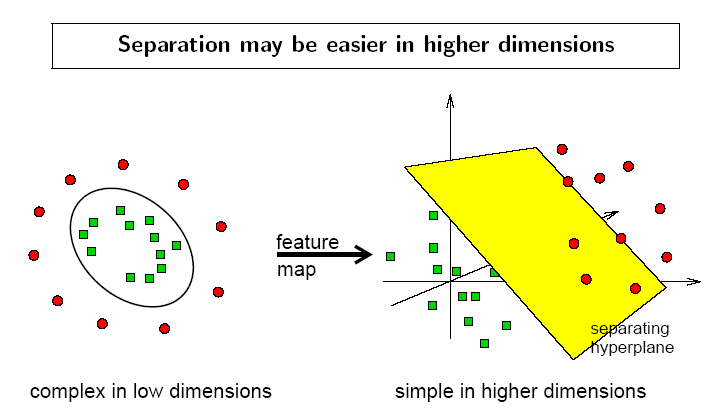 Separation may be easier in higher dimensions
feature
map
separating
hyperplane
complex in low dimensions
simple in higher dimensions